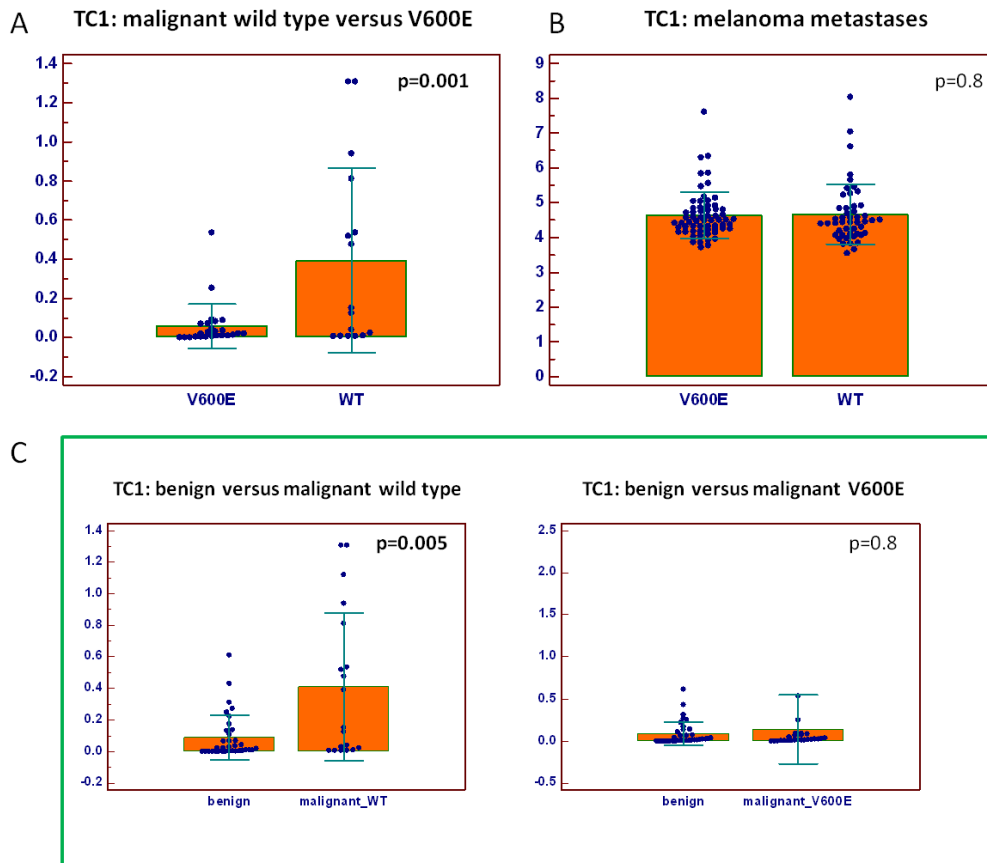 A
TC1: malignant wild type versus V600E
1.4
1.2
1.0
0.8
0.6
0.4
0.2
0.0
-0.2
p=0.001
V600E
WT
B
TC1: melanoma metastases
9
8
7
6
5
4
3
2
1
0
p=0.8
V600E
WT
C
TC1: benign versus malignant wild type
1.4
1.2
1.0
0.8
0.6
0.4
0.2
0.0
-0.2
p=0.005
benign
malignant_WT
TC1: benign versus malignant V600E
2.5
2.0
1.5
1.0
0.5
0.0
-0.5
p=0.8
benign
malignant_V600E